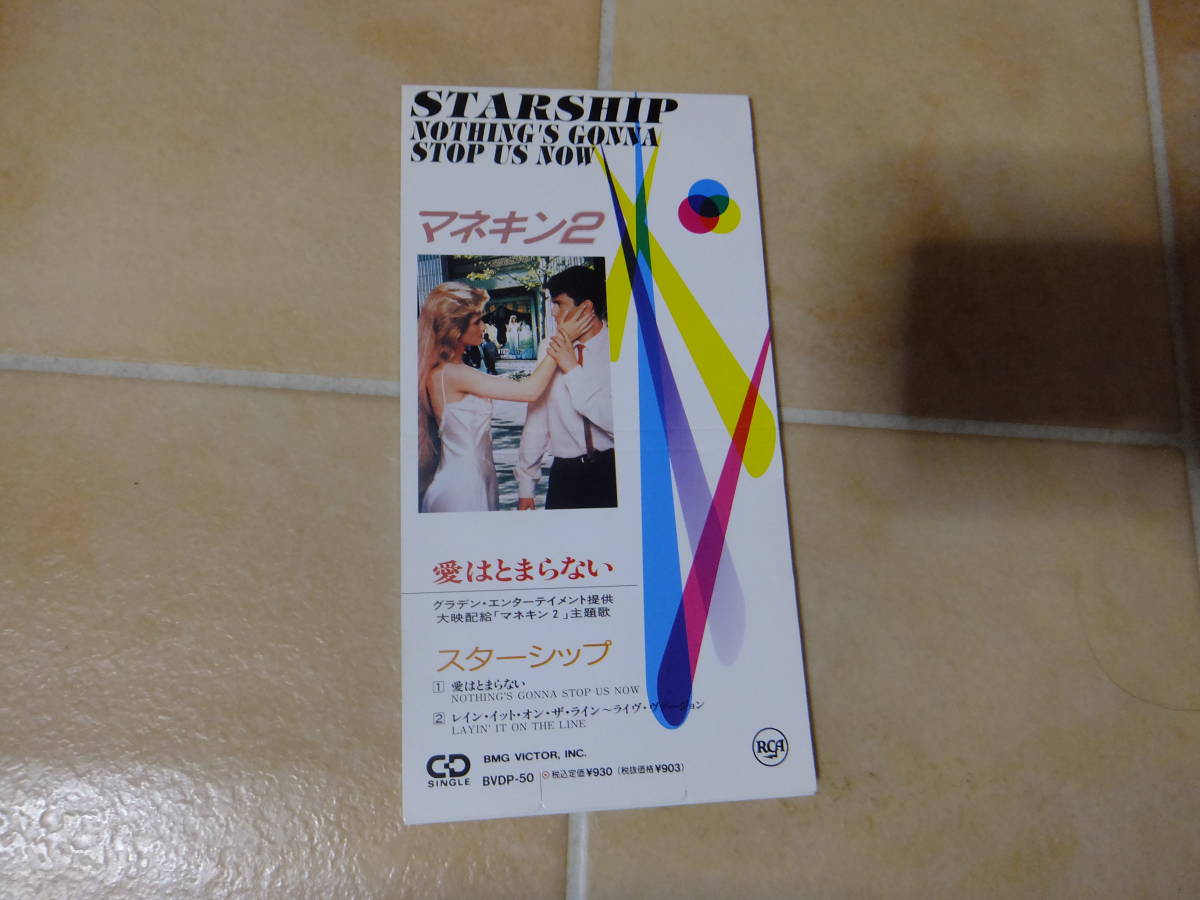 STARSHIP
NOTHING'S GONNA
STOP US NOW
マネキン2
愛はとまらない
グラデン・エンターテイメント提供
大映配給「マネキン2」主題歌
スターシップ
1 愛はとまらない
NOTHING'S GONNA STOP US NOW
2 レイン・イット・オン・ザ・ライン〜ライヴ・ヴァージョン
LAYIN' IT ON THE LINE
CD SINGLE
BMG VICTOR, INC.
BVDP-50 税込定価¥930(税抜価格¥903)
RCA